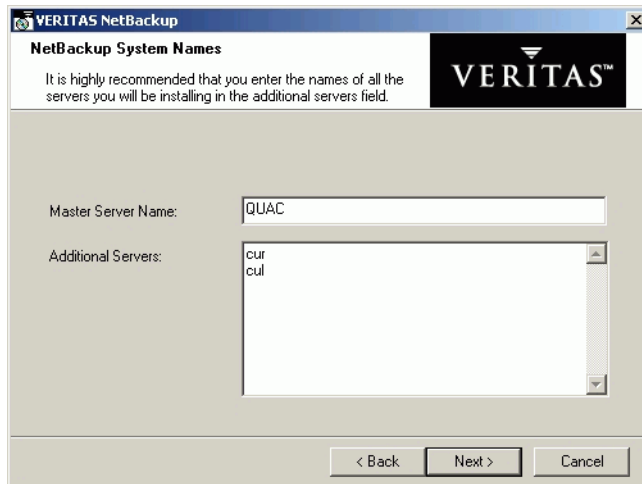 VERITAS NetBackup
NetBackup System Names
It is highly recommended that you enter the names of all the
servers you will be installing in the additional servers field.
VERITAS™
Master Server Name:
QUAC
Additional Servers:
cur
cul
< Back
Next >
Cancel